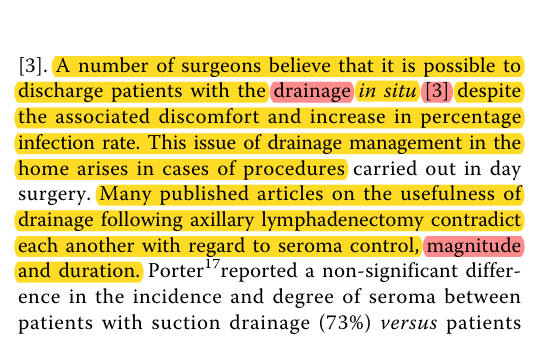 [3]. A number of surgeons believe that it is possible to
discharge patients with the drainage in situ [3] despite
the associated discomfort and increase in percentage
infection rate. This issue of drainage management in the
home arises in cases of procedures carried out in day
surgery. Many published articles on the usefulness of
drainage following axillary lymphadenectomy contradict
each another with regard to seroma control, magnitude
and duration. Porter17reported a non-significant differ-
ence in the incidence and degree of seroma between
patients with suction drainage (73%) versus patients